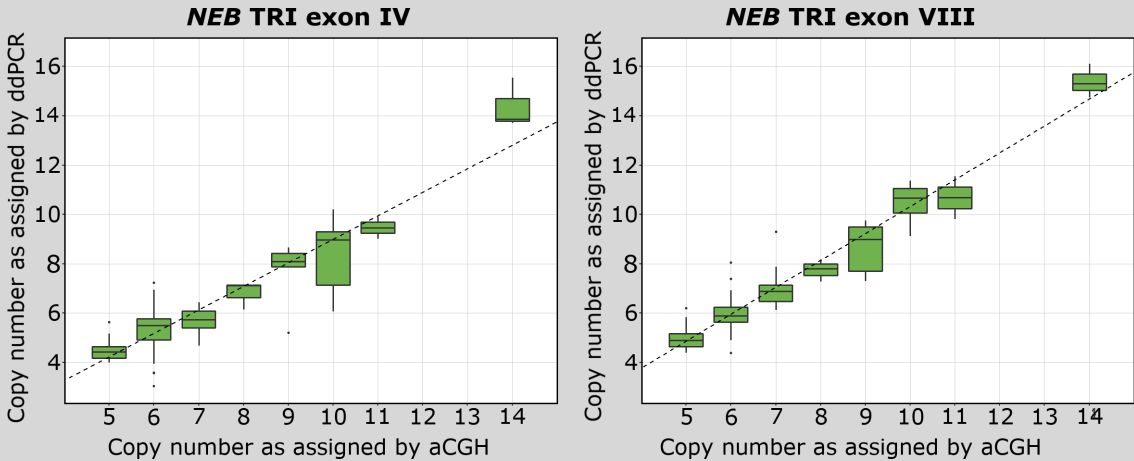 NEB TRI exon IV
Copy number as assigned by ddPCR
16
14
12
10
8
6
4
5 6 7 8 9 10 11 12 13 14
Copy number as assigned by aCGH
NEB TRI exon VIII
Copy number as assigned by ddPCR
16
14
12
10
8
6
4
5 6 7 8 9 10 11 12 13 14
Copy number as assigned by aCGH